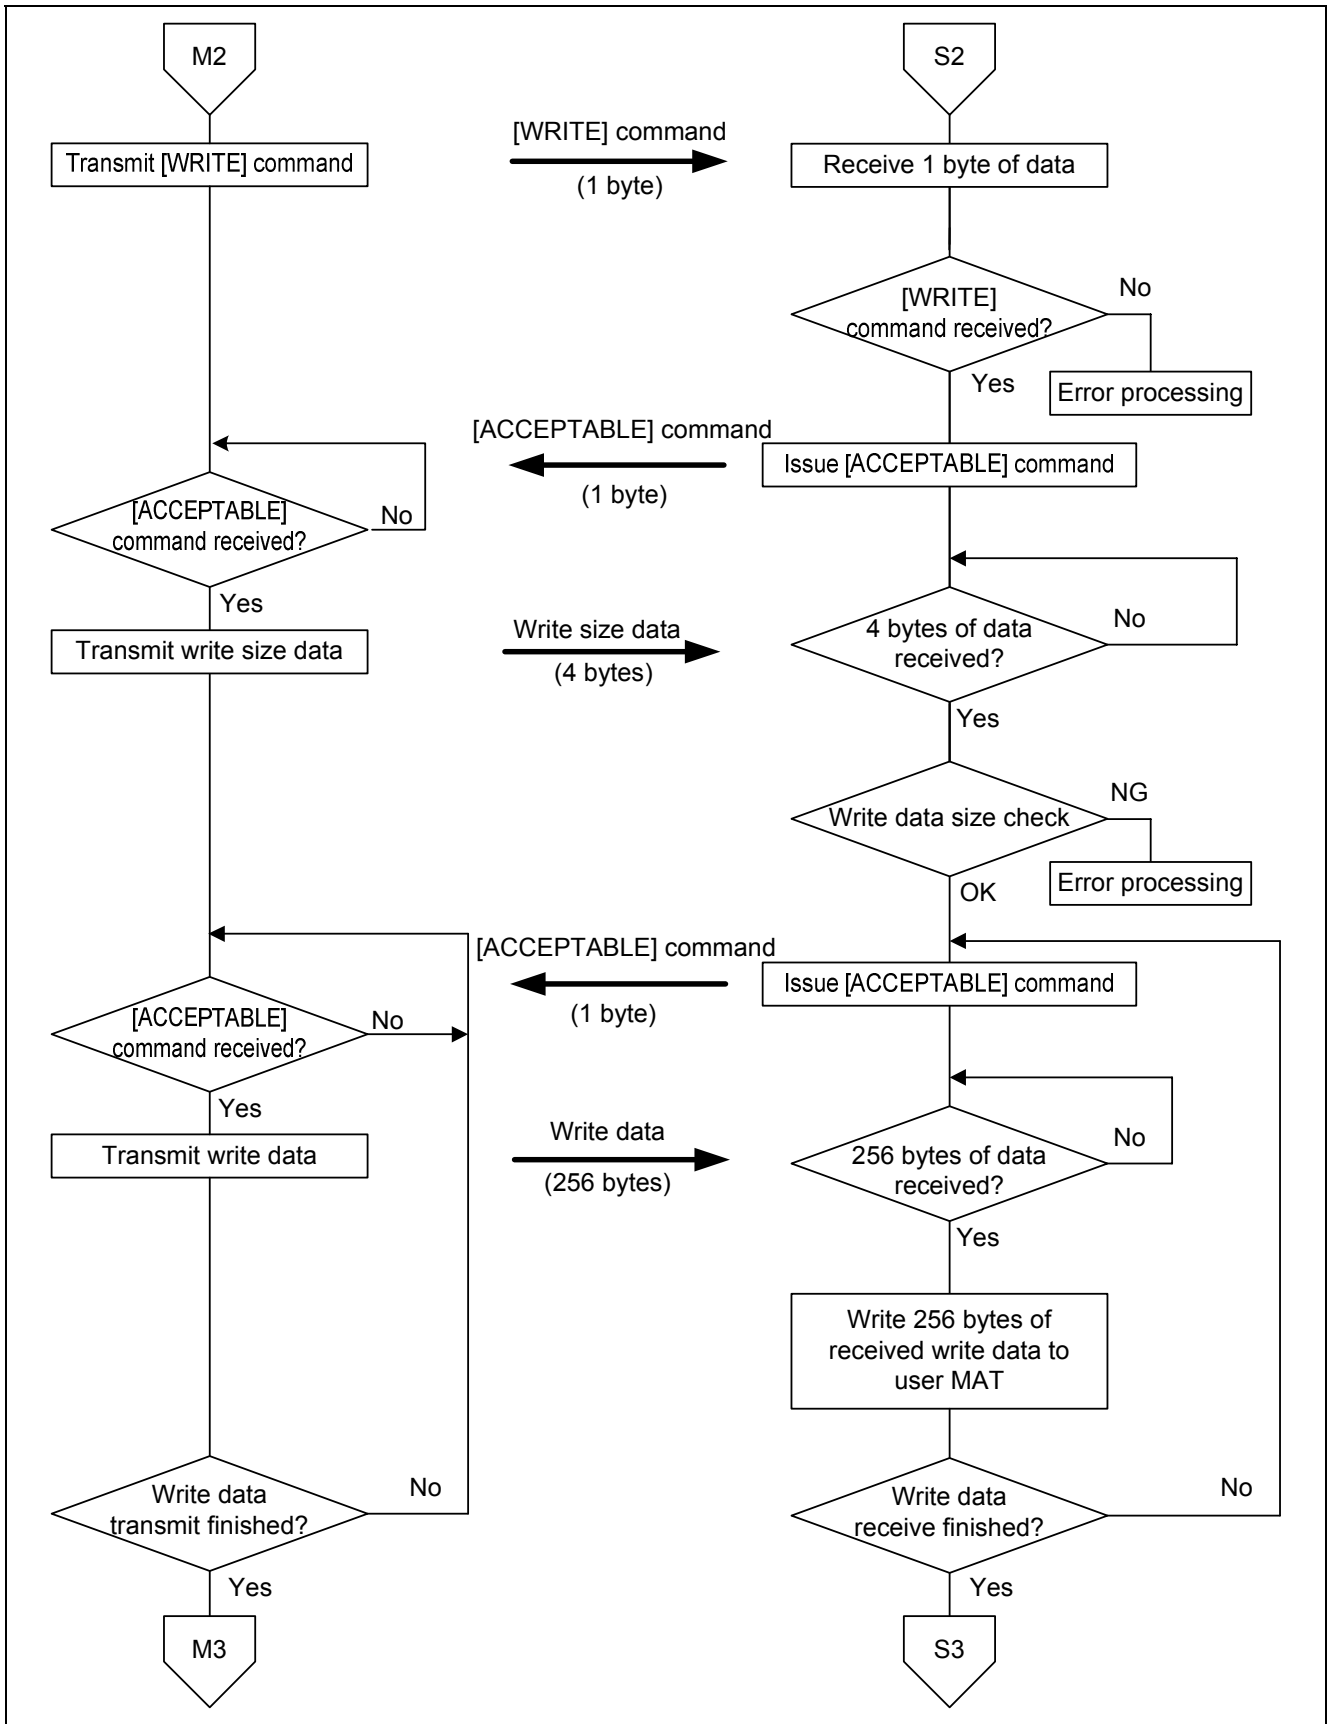 M2
S2
[WRITE] command
Transmit [WRITE] command
Receive 1 byte of data
(1 byte)
[WRITE]
command received?
No
Yes
Error processing
[ACCEPTABLE] command
Issue [ACCEPTABLE] command
(1 byte)
[ACCEPTABLE]
command received?
No
Yes
Transmit write size data
Write size data
(4 bytes)
4 bytes of data
received?
No
Yes
Write data size check
NG
Error processing
OK
[ACCEPTABLE] command
Issue [ACCEPTABLE] command
(1 byte)
[ACCEPTABLE]
command received?
No
Yes
Transmit write data
Write data
(256 bytes)
256 bytes of data
received?
No
Yes
Write 256 bytes of
received write data to
user MAT
Write data
transmit finished?
No
Yes
Write data
receive finished?
No
Yes
M3
S3